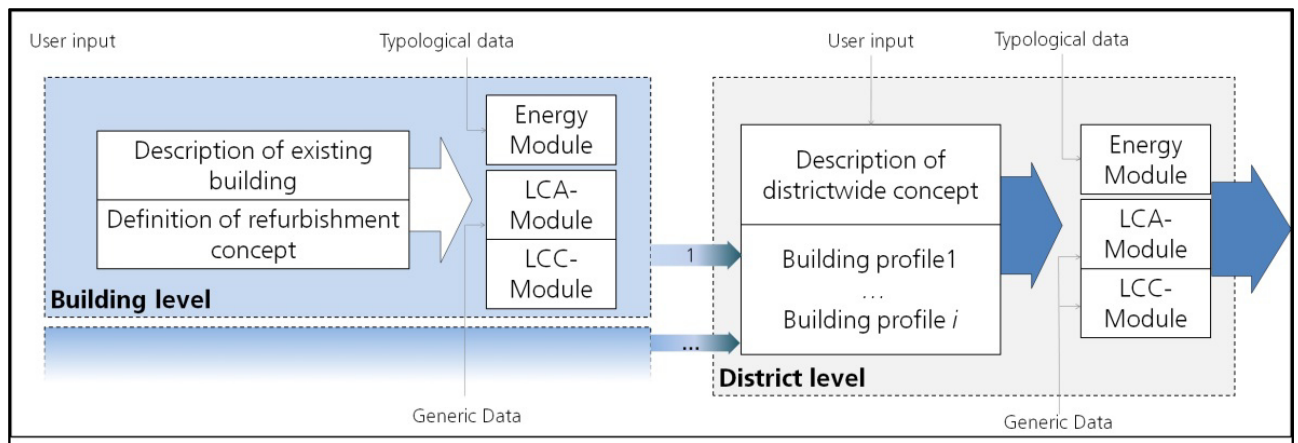 User input
Typological data
Energy
Module
Description of existing
building
Definition of refurbishment
concept
LCA-
Module
LCC-
Module
Building level
Generic Data
1
...
User input
Typological data
Description of
districtwide concept
Building profile1
...
Building profile i
Energy
Module
LCA-
Module
LCC-
Module
District level
Generic Data